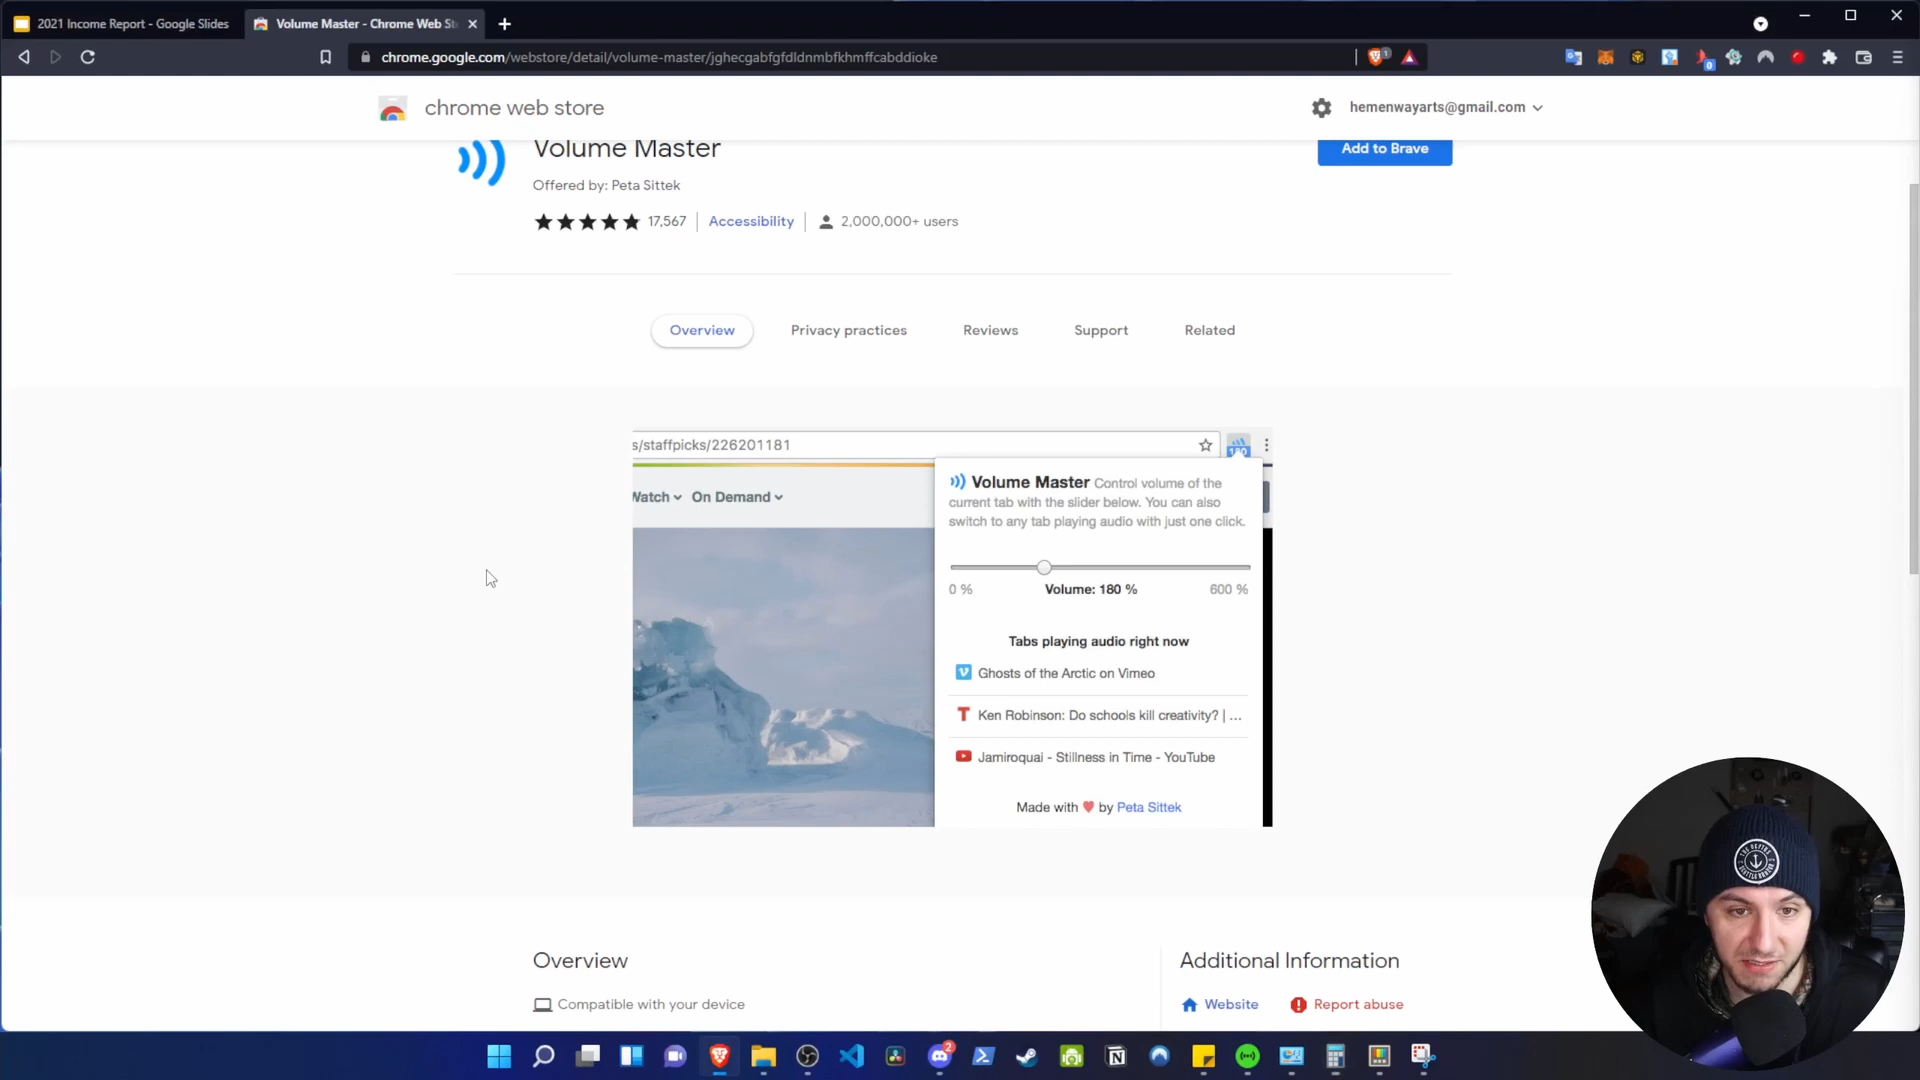 2021 Income Report - Google Slides
Volume Master - Chrome Web St
chrome.google.com/webstore/detail/volume-master/jghecgabfgfdldnmbfkhmffcabddioke
1
0
chrome web store
hemenwayarts@gmail.com
Volume Master
Add to Brave
Offered by: Peta Sittek
17,567
Accessibility
2,000,000+ users
Overview
Privacy practices
Reviews
Support
Related
s/staffpicks/226201181
180
Watch
On Demand
Volume Master Control volume of the
current tab with the slider below. You can also
switch to any tab playing audio with just one click.
0 %
Volume: 180 %
600 %
Tabs playing audio right now
Ghosts of the Arctic on Vimeo
Ken Robinson: Do schools kill creativity? | ...
Jamiroquai - Stillness in Time - YouTube
Made with ❤ by Peta Sittek
Overview
Compatible with your device
Additional Information
Website
Report abuse
2